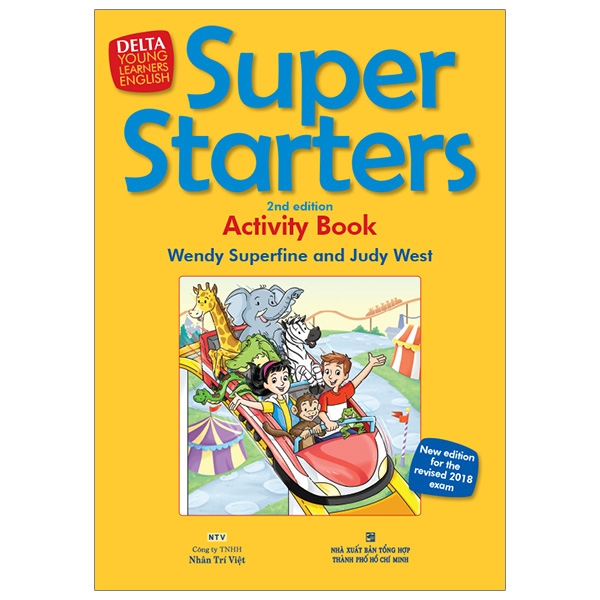 DELTA
YOUNG
LEARNERS
ENGLISH
Super
Starters
2nd edition
Activity Book
Wendy Superfine and Judy West
New edition
for the
revised 2018
exam
NTV
Công ty TNHH
Nhân Trí Việt
NHÀ XUẤT BẢN TỔNG HỢP
THÀNH PHỐ HỒ CHÍ MINH